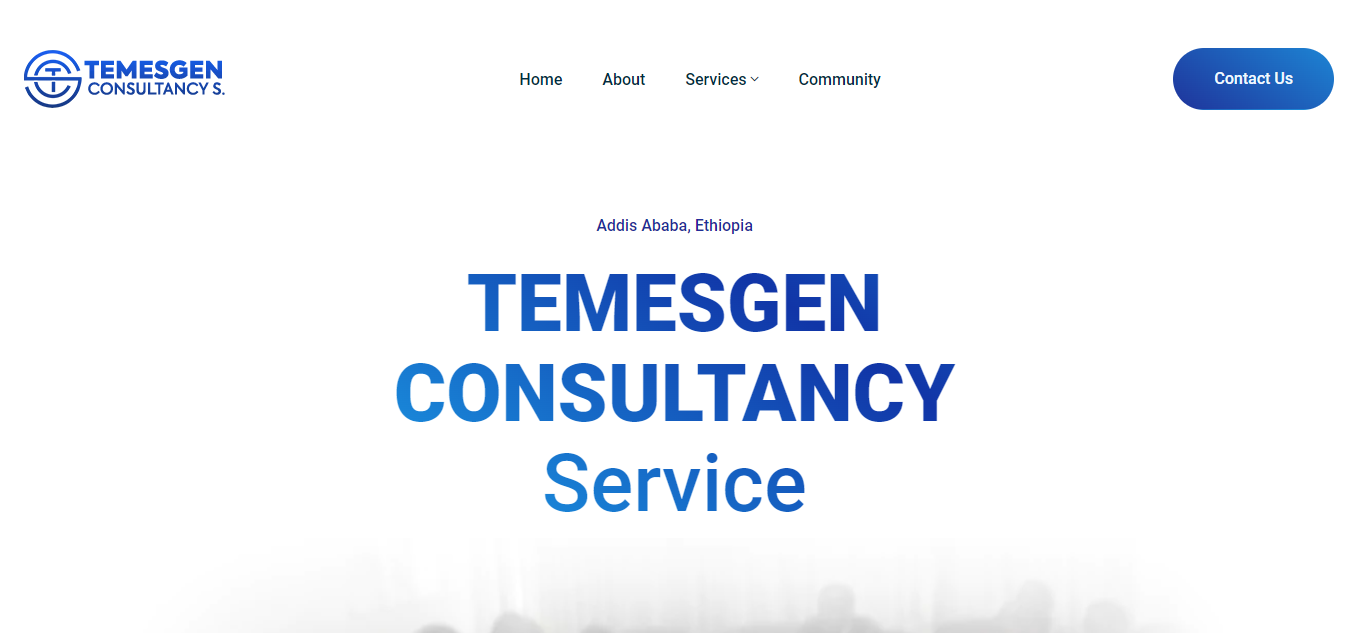 TEMESGEN
CONSULTANCY S.
Home About Services Community
Contact Us
Addis Ababa, Ethiopia
TEMESGEN
CONSULTANCY
Service